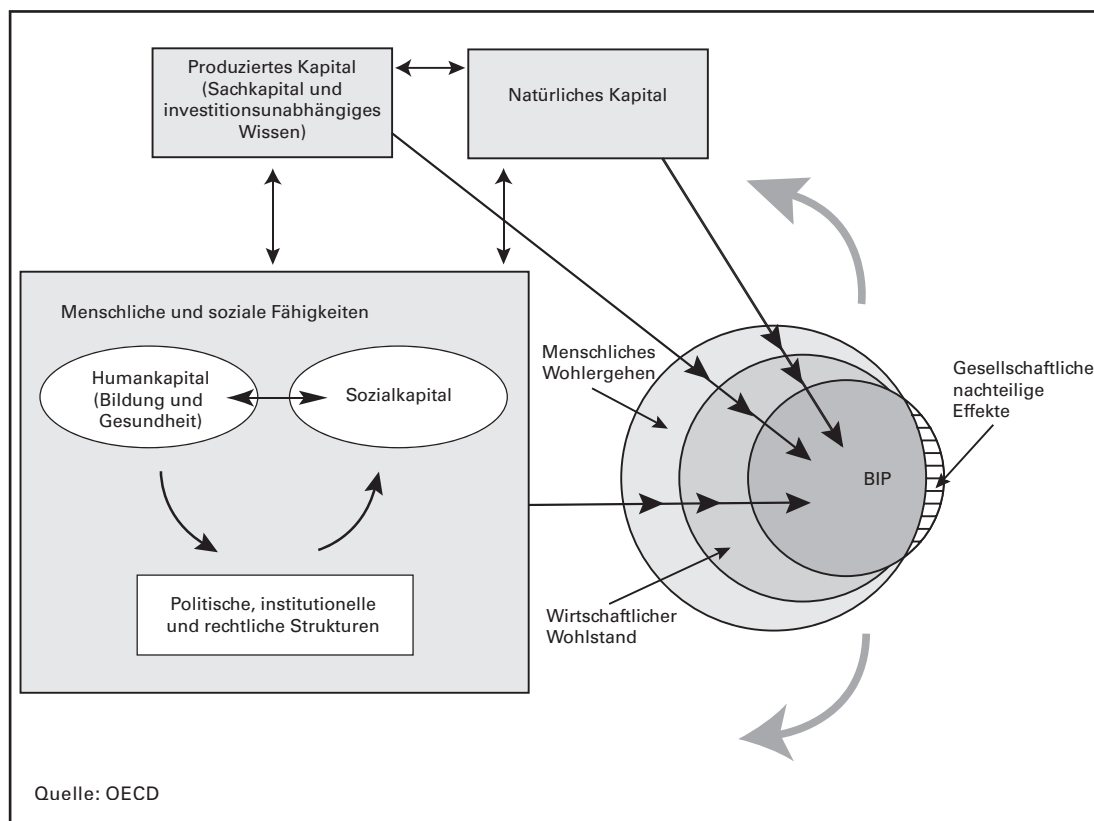 Produziertes Kapital
(Sachkapital und
investitionsunabhängiges
Wissen)
Natürliches Kapital
Menschliche und soziale Fähigkeiten
Humankapital
(Bildung und
Gesundheit)
Sozialkapital
Politische, institutionelle
und rechtliche Strukturen
Menschliches
Wohlergehen
Gesellschaftliche
nachteilige
Effekte
BIP
Wirtschaftlicher
Wohlstand
Quelle: OECD